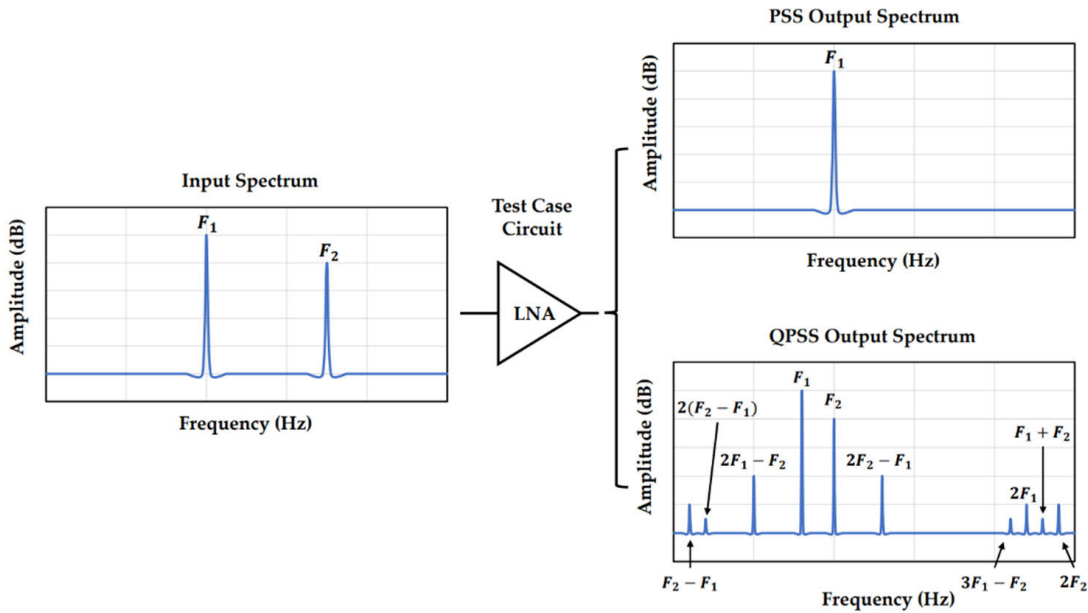 PSS Output Spectrum
F₁
Amplitude (dB)
Frequency (Hz)
Input Spectrum
F₁
F₂
Amplitude (dB)
Frequency (Hz)
Test Case
Circuit
LNA
QPSS Output Spectrum
F₁
2(F₂ − F₁)
F₂
F₁ + F₂
2F₁ − F₂
2F₂ − F₁
2F₁
Amplitude (dB)
F₂ − F₁
3F₁ − F₂
2F₂
Frequency (Hz)